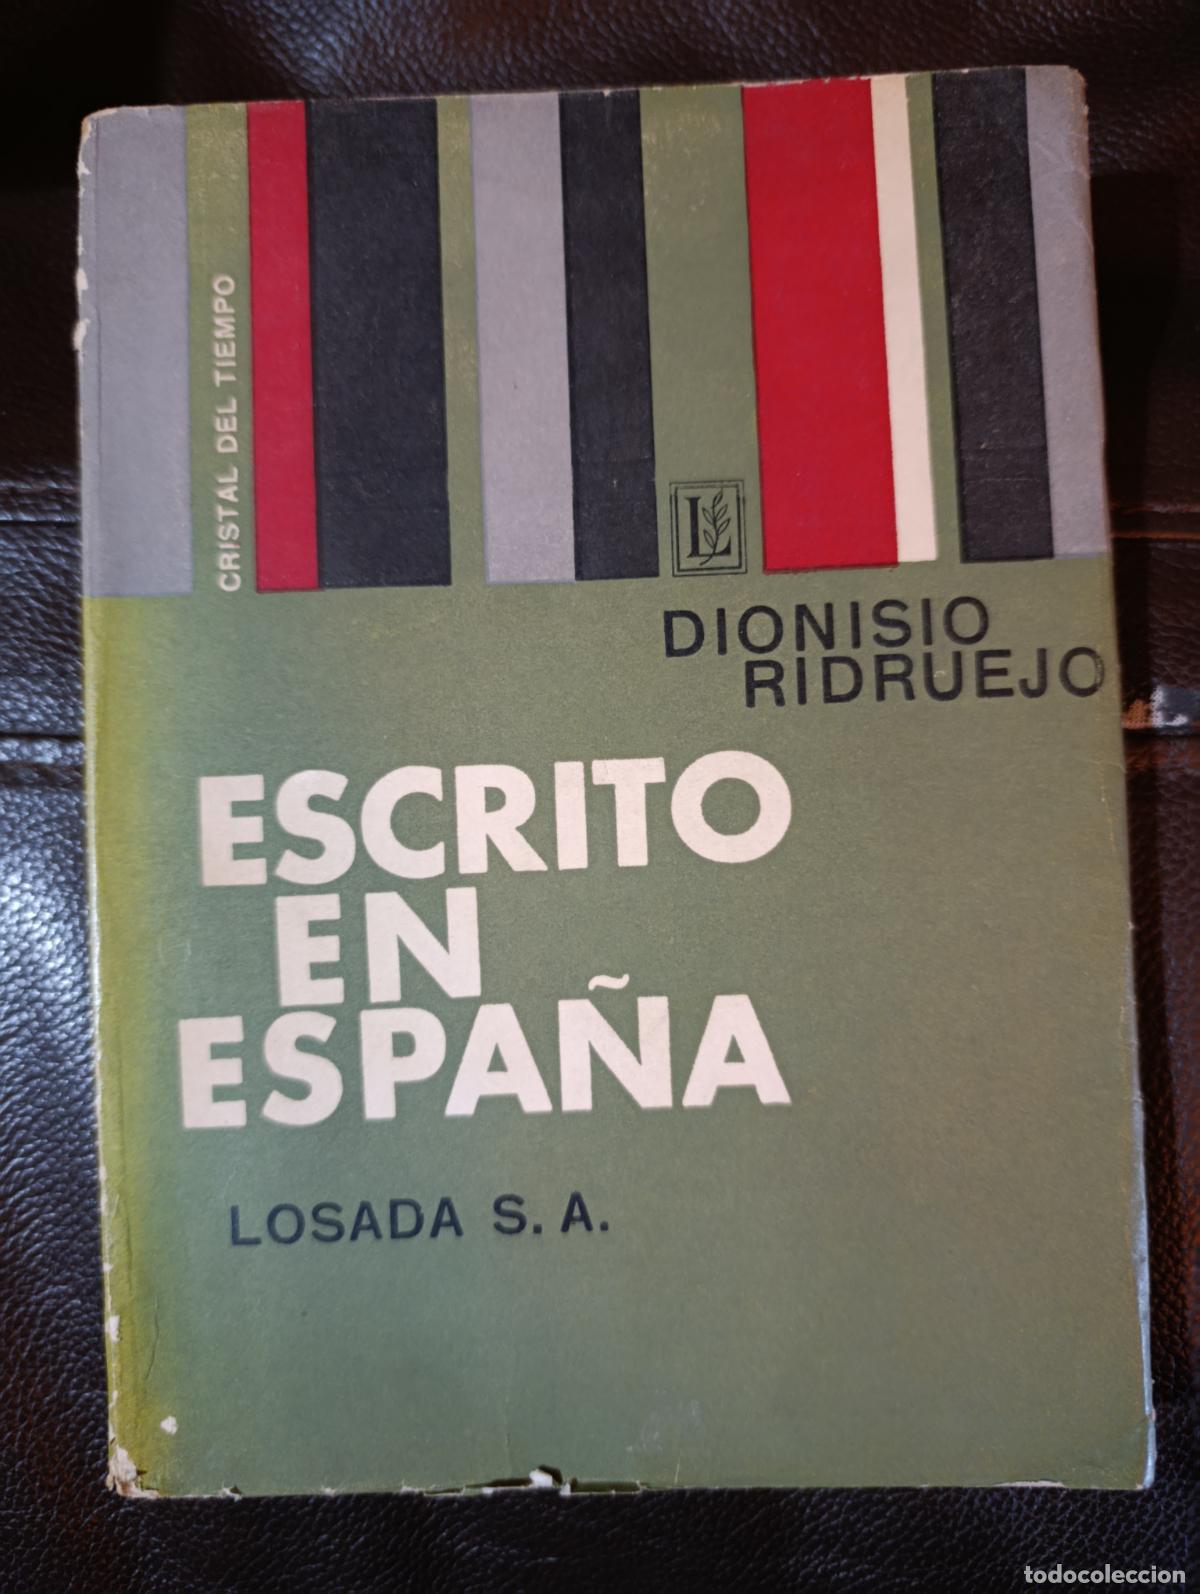 CRISTAL DEL TIEMPO
L
DIONISIO
RIDRUEJO
ESCRITO
EN
ESPAÑA
LOSADA S. A.
todocoleccion